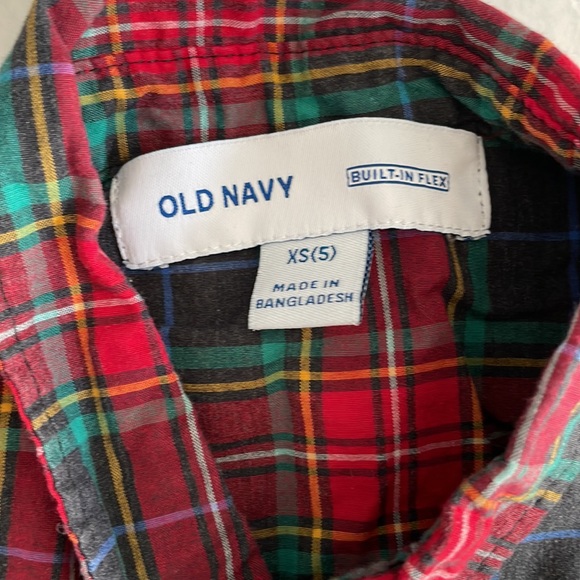 OLD NAVY
BUILT-IN FLEX
XS(5)
MADE IN
BANGLADESH